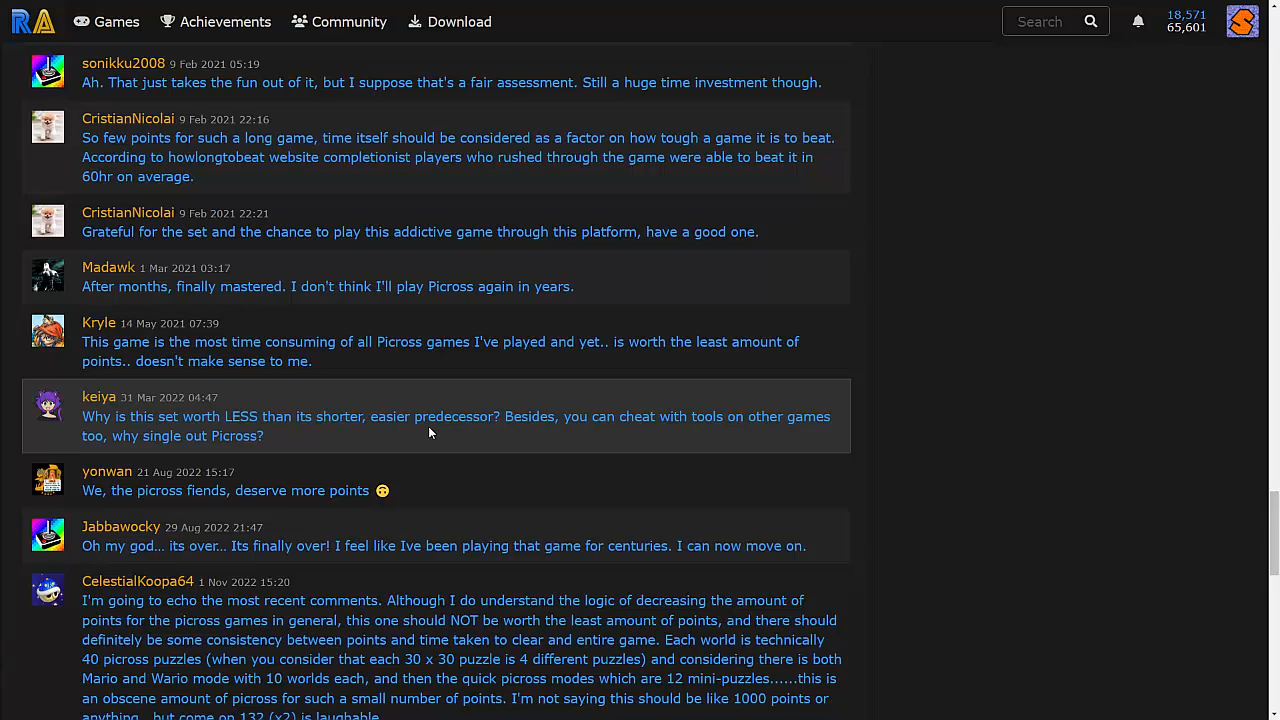 RA Games Achievements Community Download Search 18,571
65,601
sonikku2008 9 Feb 2021 05:19
Ah. That just takes the fun out of it, but I suppose that's a fair assessment. Still a huge time investment though.
CristianNicolai 9 Feb 2021 22:16
So few points for such a long game, time itself should be considered as a factor on how tough a game it is to beat.
According to howlongtobeat website completionist players who rushed through the game were able to beat it in
60hr on average.
CristianNicolai 9 Feb 2021 22:21
Grateful for the set and the chance to play this addictive game through this platform, have a good one.
Madawk 1 Mar 2021 03:17
After months, finally mastered. I don't think I'll play Picross again in years.
Kryle 14 May 2021 07:39
This game is the most time consuming of all Picross games I've played and yet.. is worth the least amount of
points.. doesn't make sense to me.
keiya 31 Mar 2022 04:47
Why is this set worth LESS than its shorter, easier predecessor? Besides, you can cheat with tools on other games
too, why single out Picross?
yonwan 21 Aug 2022 15:17
We, the picross fiends, deserve more points 🙃
Jabbawocky 29 Aug 2022 21:47
Oh my god... its over... Its finally over! I feel like Ive been playing that game for centuries. I can now move on.
CelestialKoopa64 1 Nov 2022 15:20
I'm going to echo the most recent comments. Although I do understand the logic of decreasing the amount of
points for the picross games in general, this one should NOT be worth the least amount of points, and there should
definitely be some consistency between points and time taken to clear and entire game. Each world is technically
40 picross puzzles (when you consider that each 30 x 30 puzzle is 4 different puzzles) and considering there is both
Mario and Wario mode with 10 worlds each, and then the quick picross modes which are 12 mini-puzzles......this is
an obscene amount of picross for such a small number of points. I'm not saying this should be like 1000 points or
anything...but come on 132 (x2) is laughable.